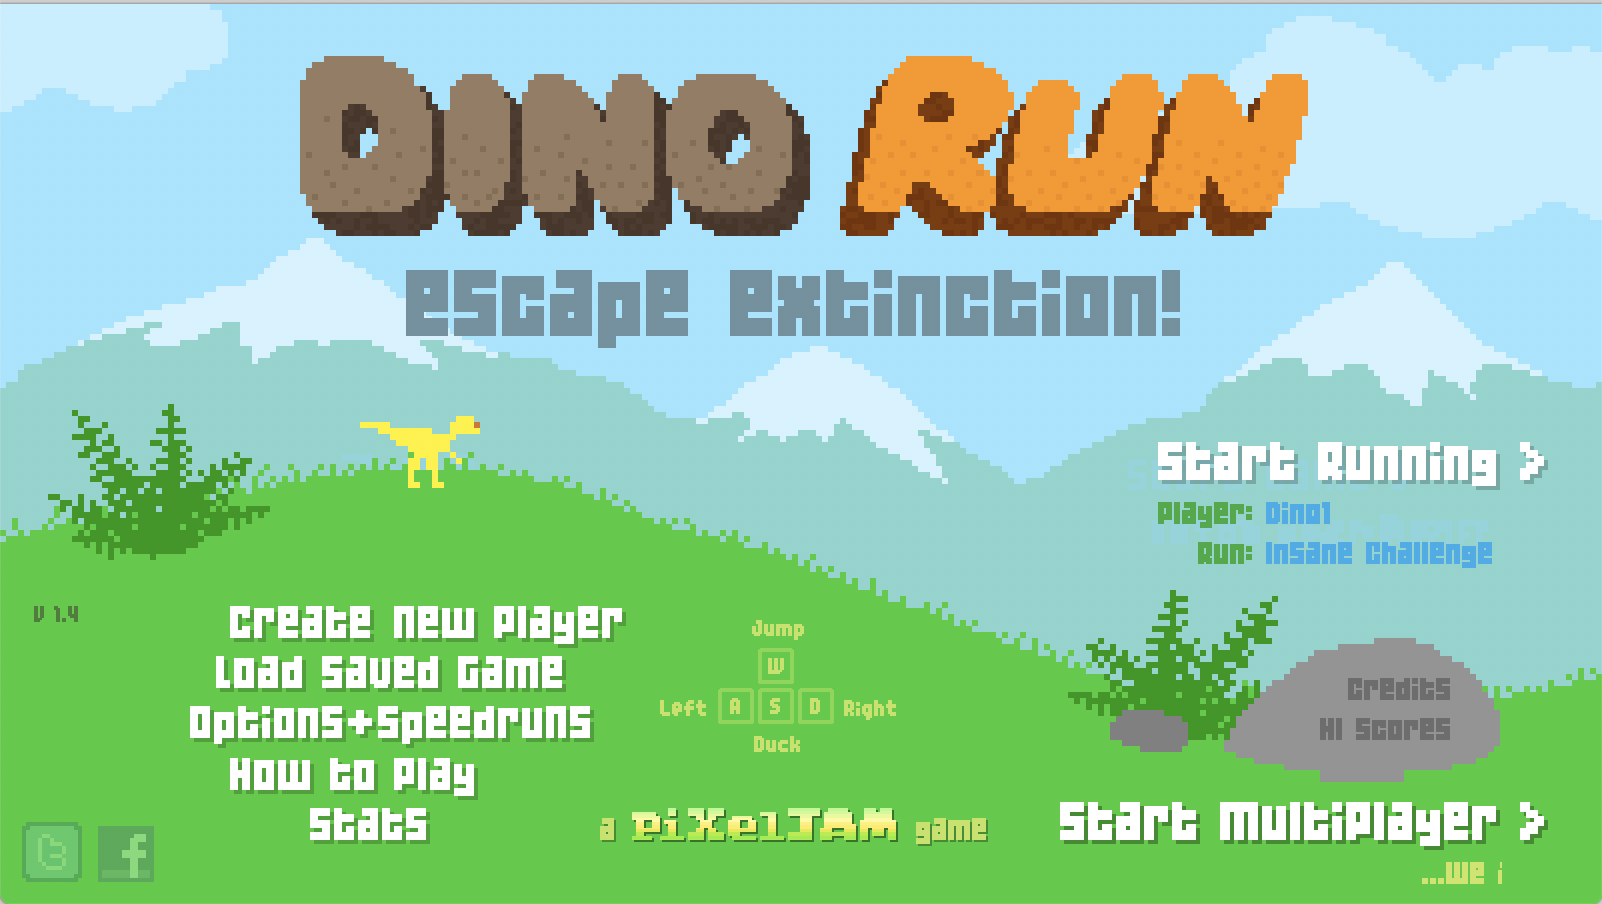 DINO RUN
escape extinction!
Start Running >
Player: Dino1
Run: Insane Challenge
V 1.4
Create New Player
Load Saved Game
Options+Speedruns
How to Play
Stats
Jump
W
Left A S D Right
Duck
Credits
Hi Scores
a PiXelJAM game
Start Multiplayer >
...we